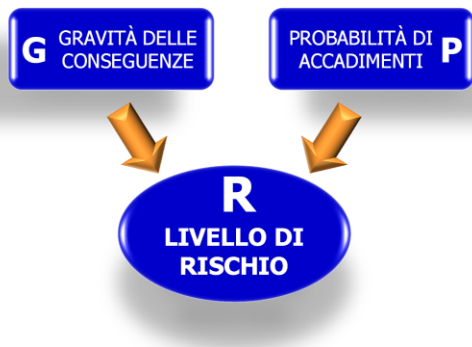 G GRAVITÀ DELLE
CONSEGUENZE
PROBABILITÀ DI
ACCADIMENTI P
R
LIVELLO DI
RISCHIO